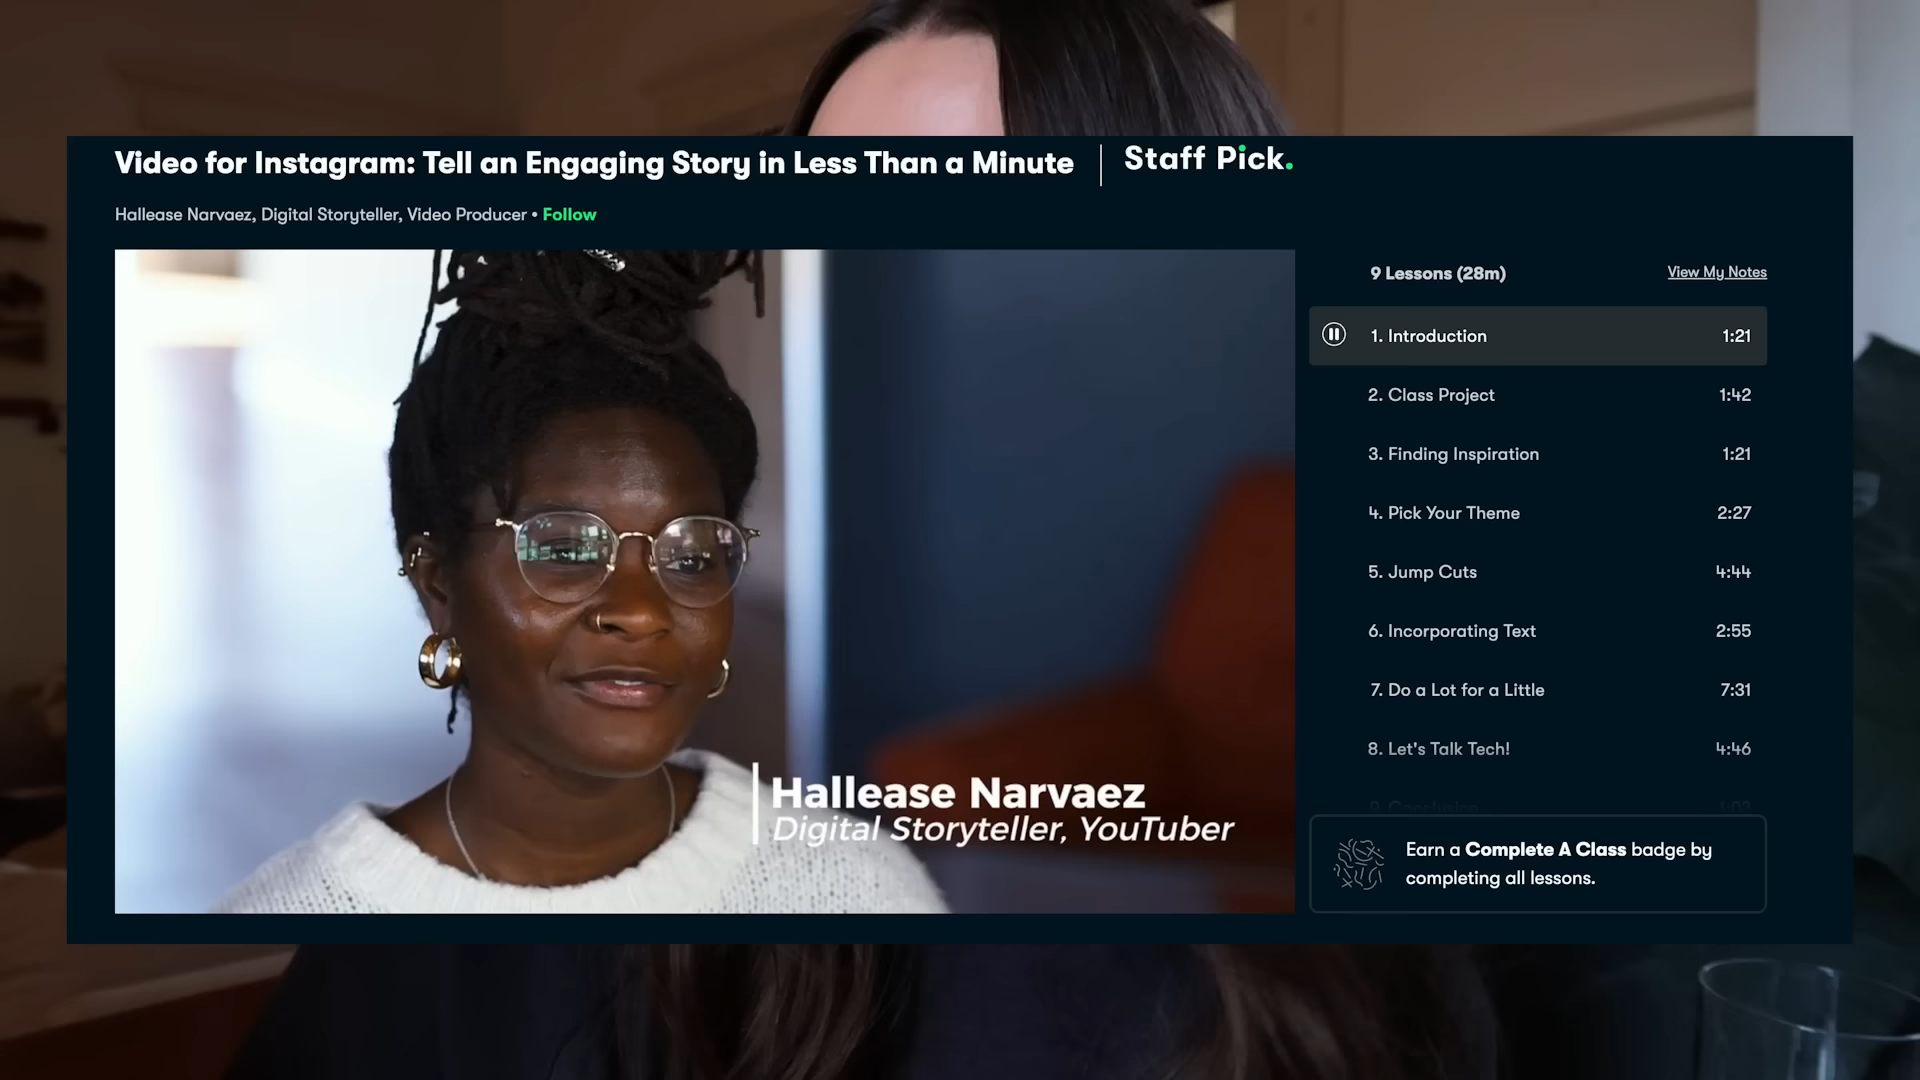 Video for Instagram: Tell an Engaging Story in Less Than a Minute
Staff Pick.
Hallease Narvaez, Digital Storyteller, Video Producer • Follow
9 Lessons (28m)
View My Notes
1. Introduction 1:21
2. Class Project 1:42
3. Finding Inspiration 1:21
4. Pick Your Theme 2:27
5. Jump Cuts 4:44
6. Incorporating Text 2:55
7. Do a Lot for a Little 7:31
8. Let's Talk Tech! 4:46
9. Conclusion 1:02
Hallease Narvaez
Digital Storyteller, YouTuber
Earn a Complete A Class badge by
completing all lessons.